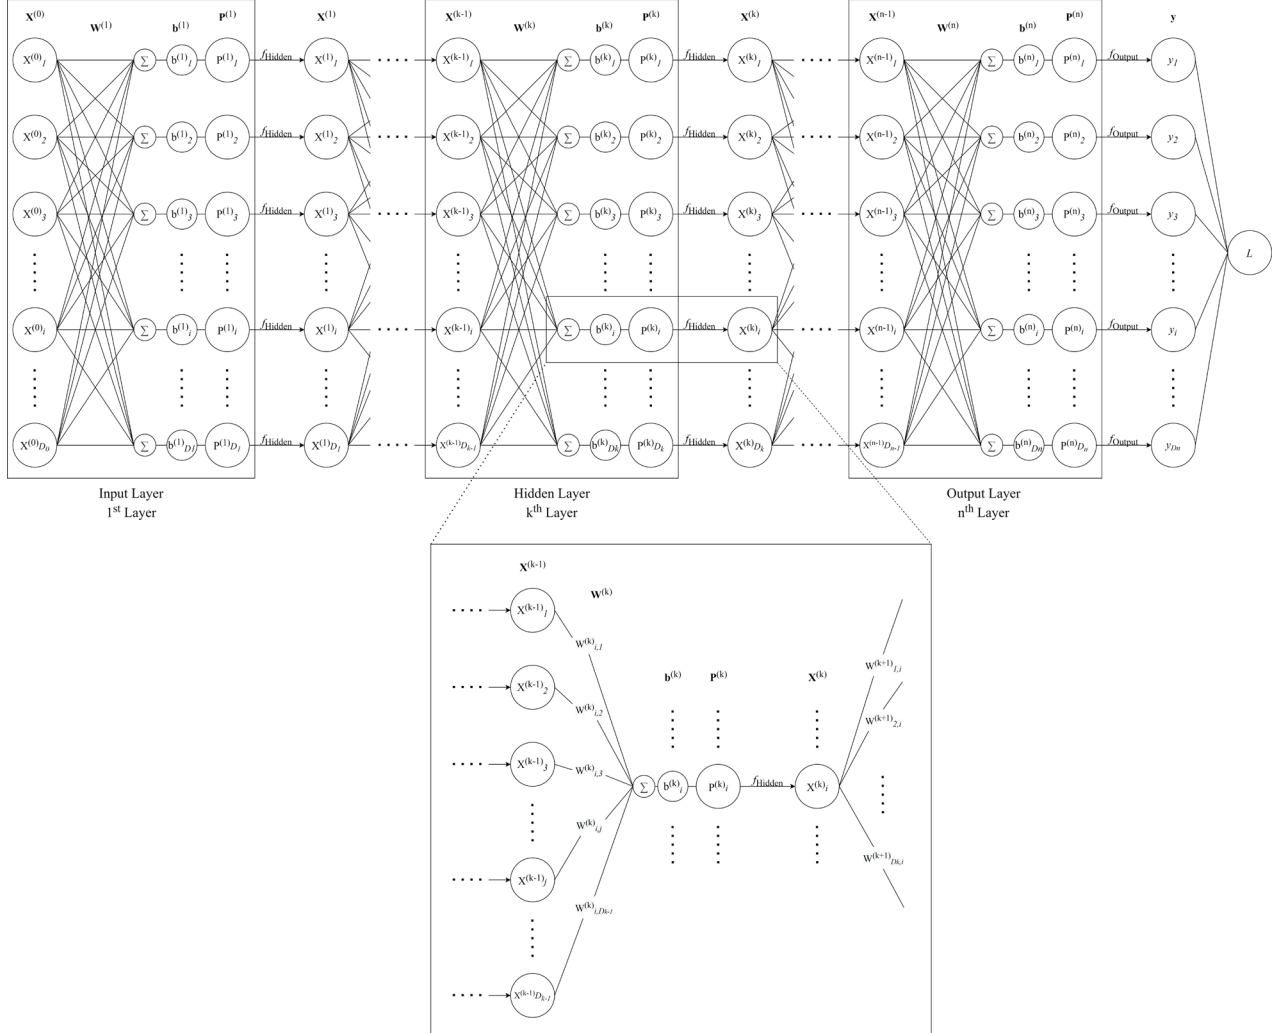 X(0) W(1) b(1) P(1) X(1) X(k-1) W(k) b(k) P(k) X(k) X(n-1) W(n) b(n) P(n) y
X(0)1 Σ b(1)1 P(1)1 fHidden X(1)1 X(k-1)1 Σ b(k)1 P(k)1 fHidden X(k)1 X(n-1)1 Σ b(n)1 P(n)1 fOutput y1
X(0)2 Σ b(1)2 P(1)2 fHidden X(1)2 X(k-1)2 Σ b(k)2 P(k)2 fHidden X(k)2 X(n-1)2 Σ b(n)2 P(n)2 fOutput y2
X(0)3 Σ b(1)3 P(1)3 fHidden X(1)3 X(k-1)3 Σ b(k)3 P(k)3 fHidden X(k)3 X(n-1)3 Σ b(n)3 P(n)3 fOutput y3
L
X(0)i Σ b(1)i P(1)i fHidden X(1)i X(k-1)i Σ b(k)i P(k)i fHidden X(k)i X(n-1)i Σ b(n)i P(n)i fOutput yi
X(0)D0 Σ b(1)D1 P(1)D1 fHidden X(1)D1 X(k-1)Dk-1 Σ b(k)Dk P(k)Dk fHidden X(k)Dk X(n-1)Dn-1 Σ b(n)Dn P(n)Dn fOutput yDn
Input Layer Hidden Layer Output Layer
1st Layer kth Layer nth Layer
X(k-1)
W(k)
X(k-1)1
W(k)i,1
W(k+1)1,i
b(k) P(k) X(k)
X(k-1)2
W(k)i,2
W(k+1)2,i
X(k-1)3 W(k)i,3
Σ b(k)i P(k)i fHidden X(k)i
W(k)i,j
W(k+1)Dk,i
X(k-1)j
W(k)i,Dk-1
X(k-1)Dk-1